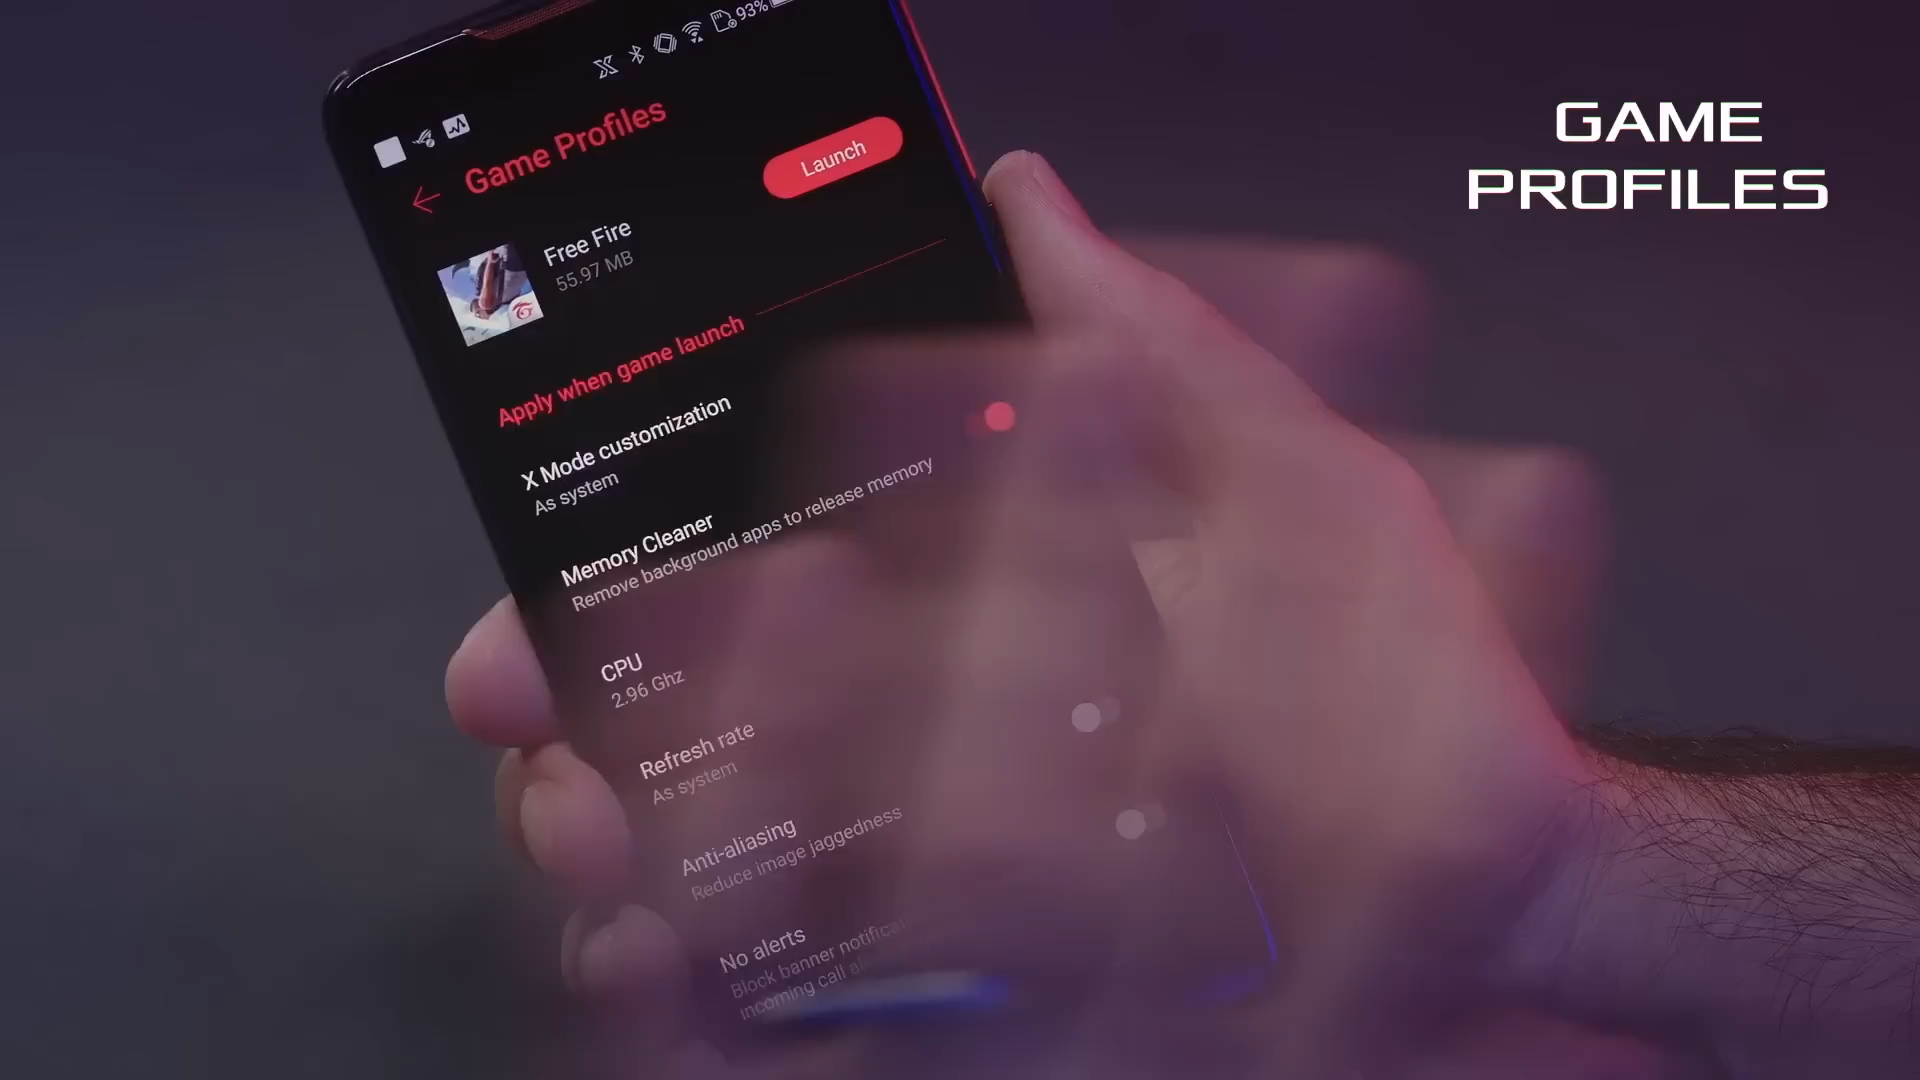 93%
Game Profiles
Launch
Free Fire
55.97 MB
Apply when game launch
X Mode customization
As system
Memory Cleaner
Remove background apps to release memory
CPU
2.96 Ghz
Refresh rate
As system
Anti-aliasing
Reduce image jaggedness
No alerts
Block banner
incoming call
GAME
PROFILES